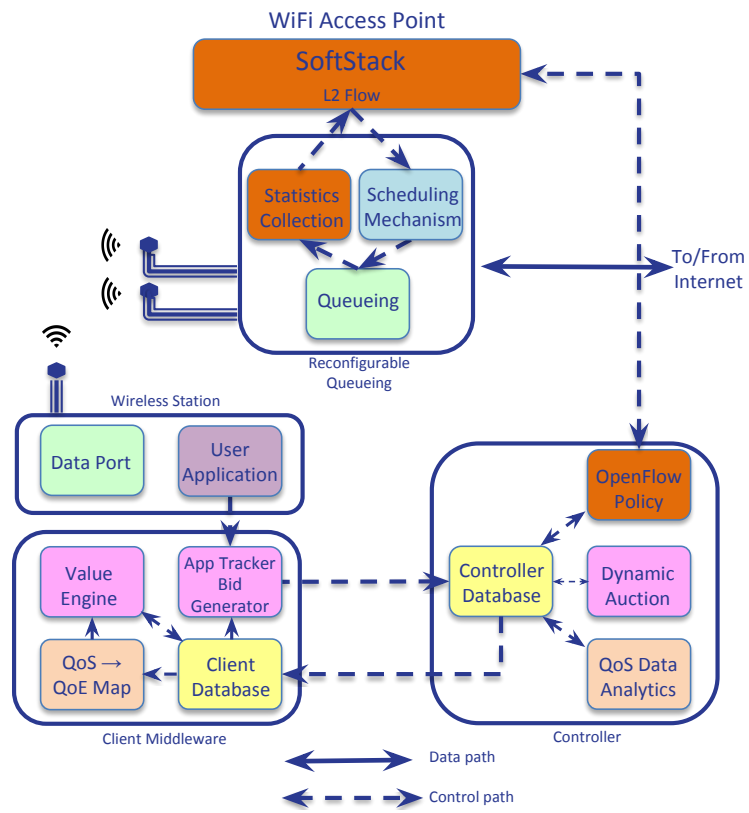 WiFi Access Point
SoftStack
L2 Flow
Statistics
Collection
Scheduling
Mechanism
Queueing
Reconfigurable
Queueing
To/From
Internet
Wireless Station
Data Port
User
Application
Value
Engine
App Tracker
Bid
Generator
QoS →
QoE Map
Client
Database
Client Middleware
OpenFlow
Policy
Controller
Database
Dynamic
Auction
QoS Data
Analytics
Controller
Data path
Control path